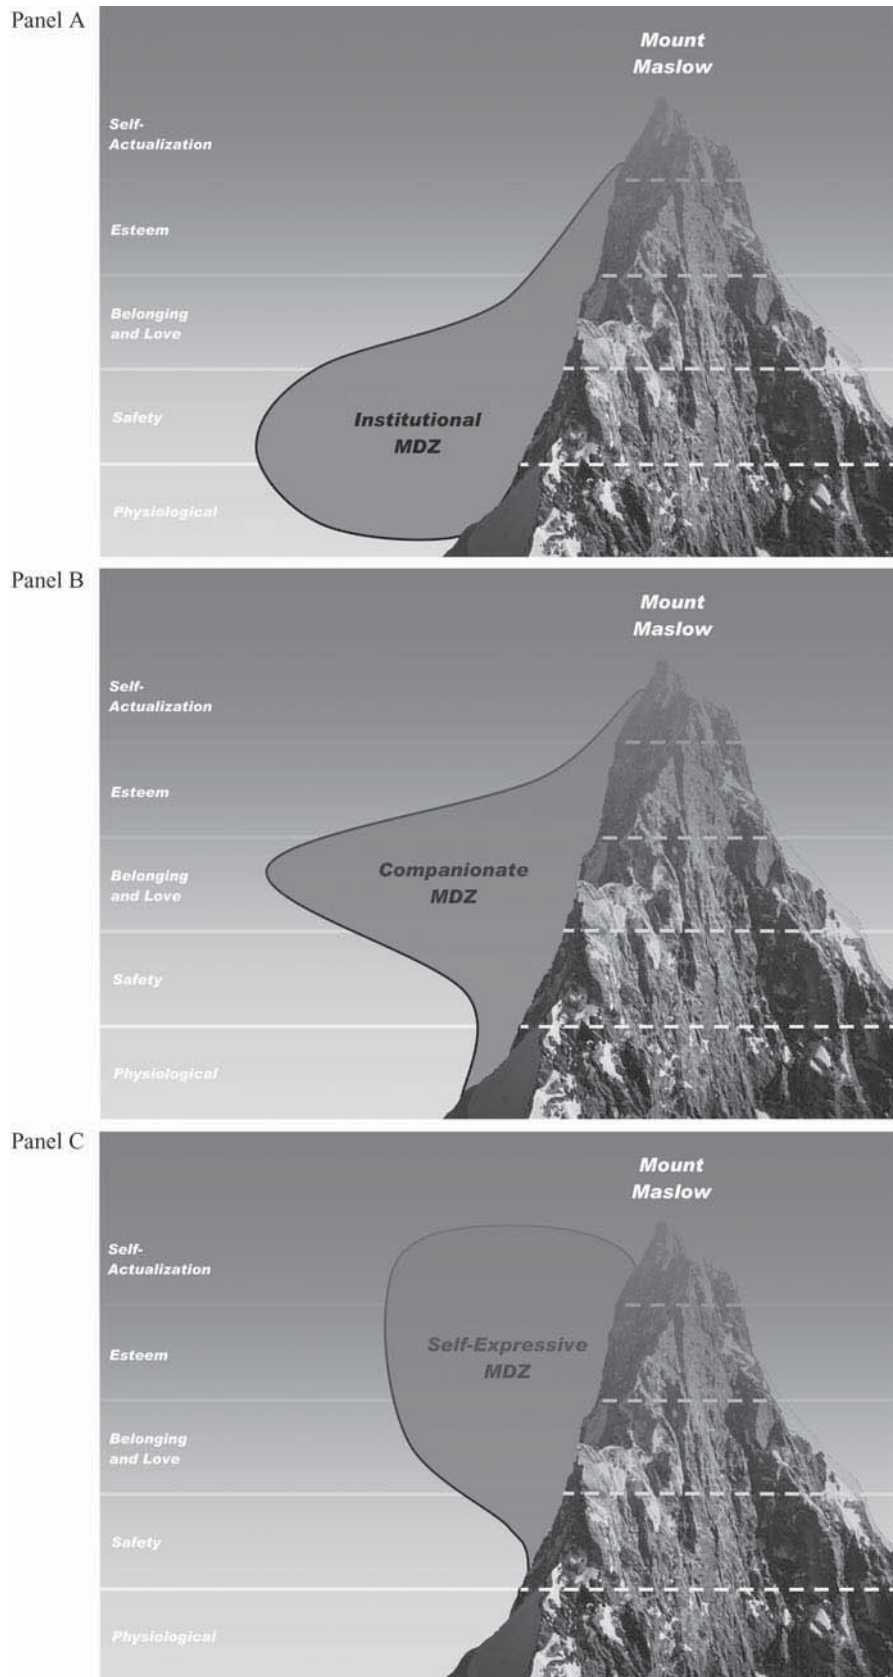 Panel A
Mount
Maslow
Self-
Actualization
Esteem
Belonging
and Love
Safety
Institutional
MDZ
Physiological
Panel B
Mount
Maslow
Self-
Actualization
Esteem
Belonging
and Love
Companionate
MDZ
Safety
Physiological
Panel C
Mount
Maslow
Self-
Actualization
Esteem
Self-Expressive
MDZ
Belonging
and Love
Safety
Physiological